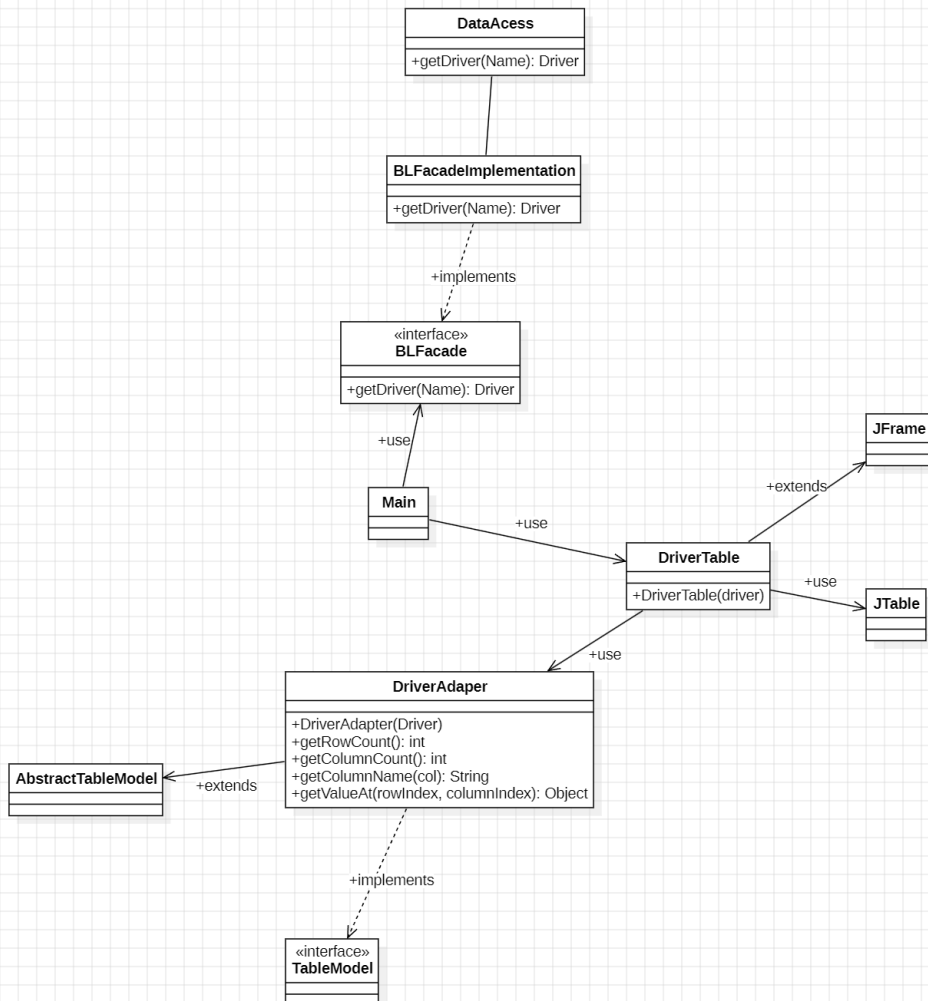 DataAcess
+getDriver(Name): Driver
BLFacadeImplementation
+getDriver(Name): Driver
+implements
«interface»
BLFacade
+getDriver(Name): Driver
+use
JFrame
+extends
Main
+use
DriverTable
+DriverTable(driver)
+use
JTable
+use
DriverAdaper
+DriverAdapter(Driver)
+getRowCount(): int
+getColumnCount(): int
+getColumnName(col): String
+getValueAt(rowIndex, columnIndex): Object
AbstractTableModel
+extends
+implements
«interface»
TableModel